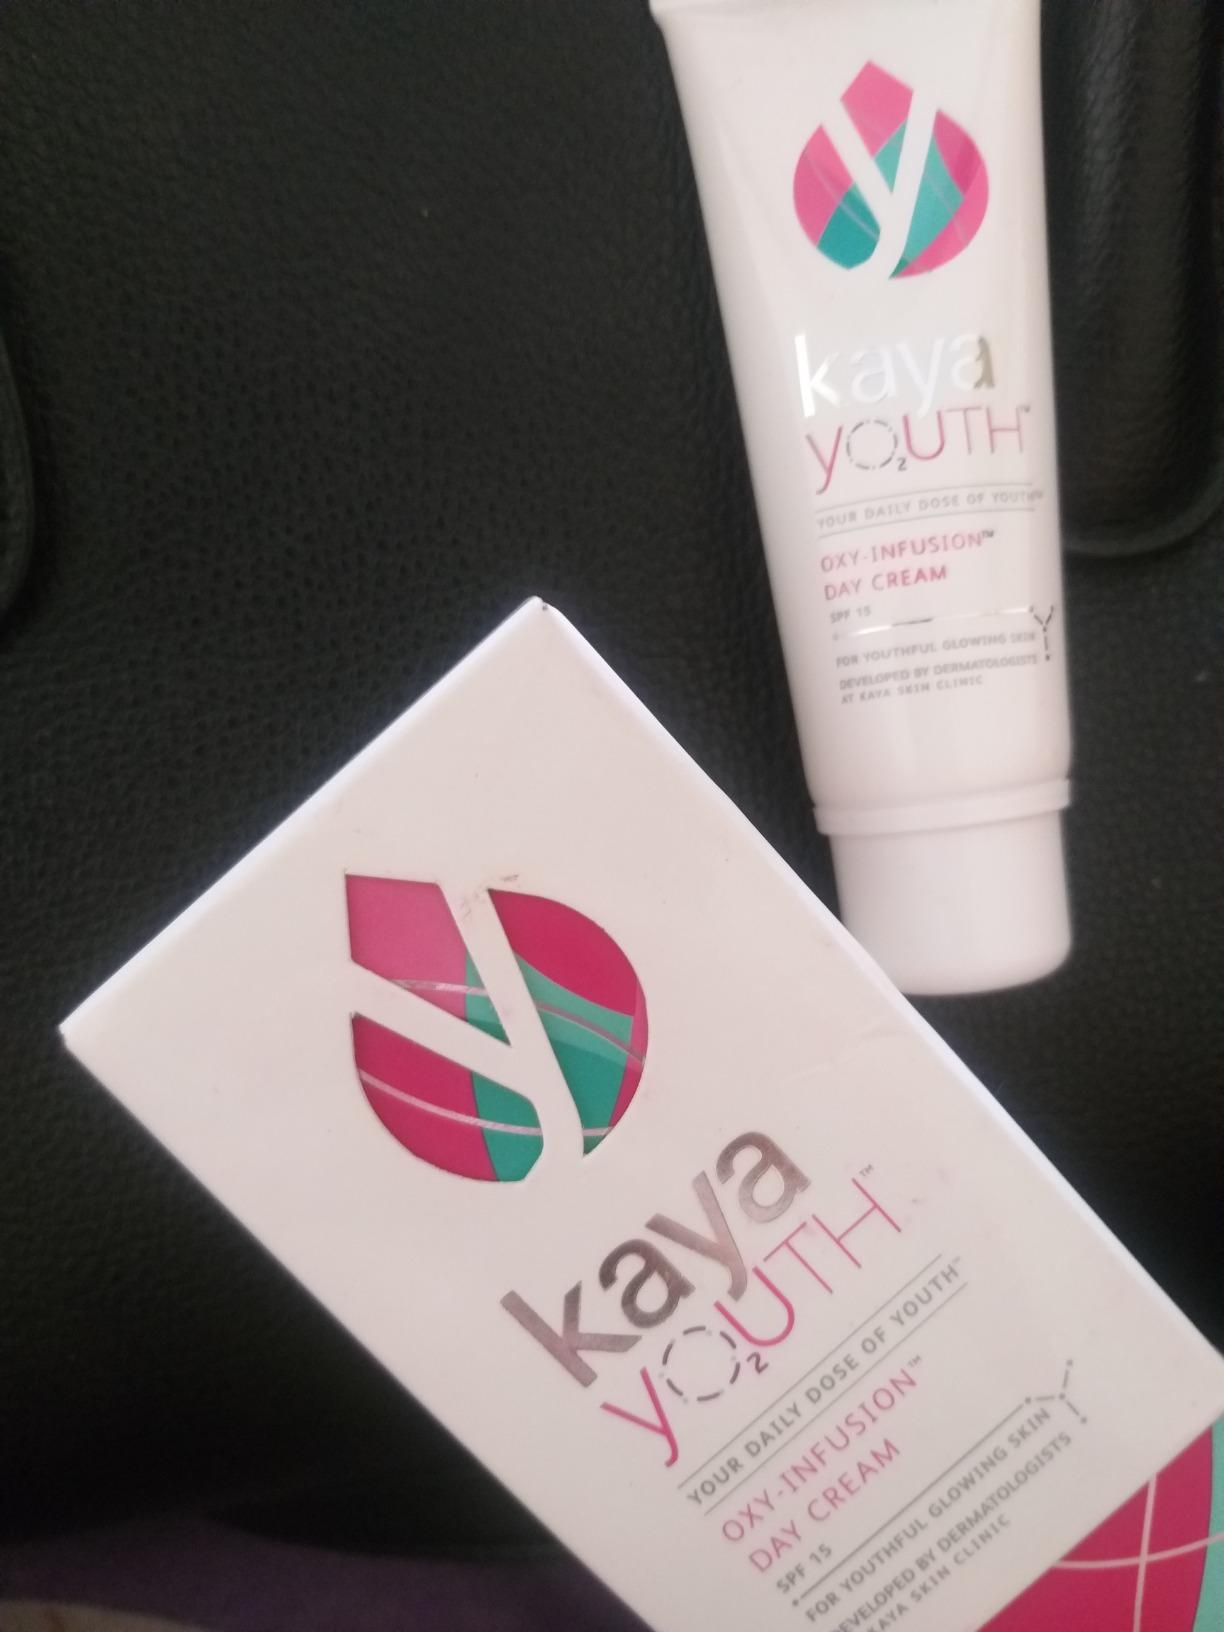 kaya
yO₂UTH™
YOUR DAILY DOSE OF YOUTH™
OXY-INFUSION™
DAY CREAM
SPF 15
FOR YOUTHFUL GLOWING SKIN
DEVELOPED BY DERMATOLOGISTS
AT KAYA SKIN CLINIC
kaya
yO₂UTH™
YOUR DAILY DOSE OF YOUTH™
OXY-INFUSION™
DAY CREAM
SPF 15
FOR YOUTHFUL GLOWING SKIN
DEVELOPED BY DERMATOLOGISTS
KAYA SKIN CLINIC